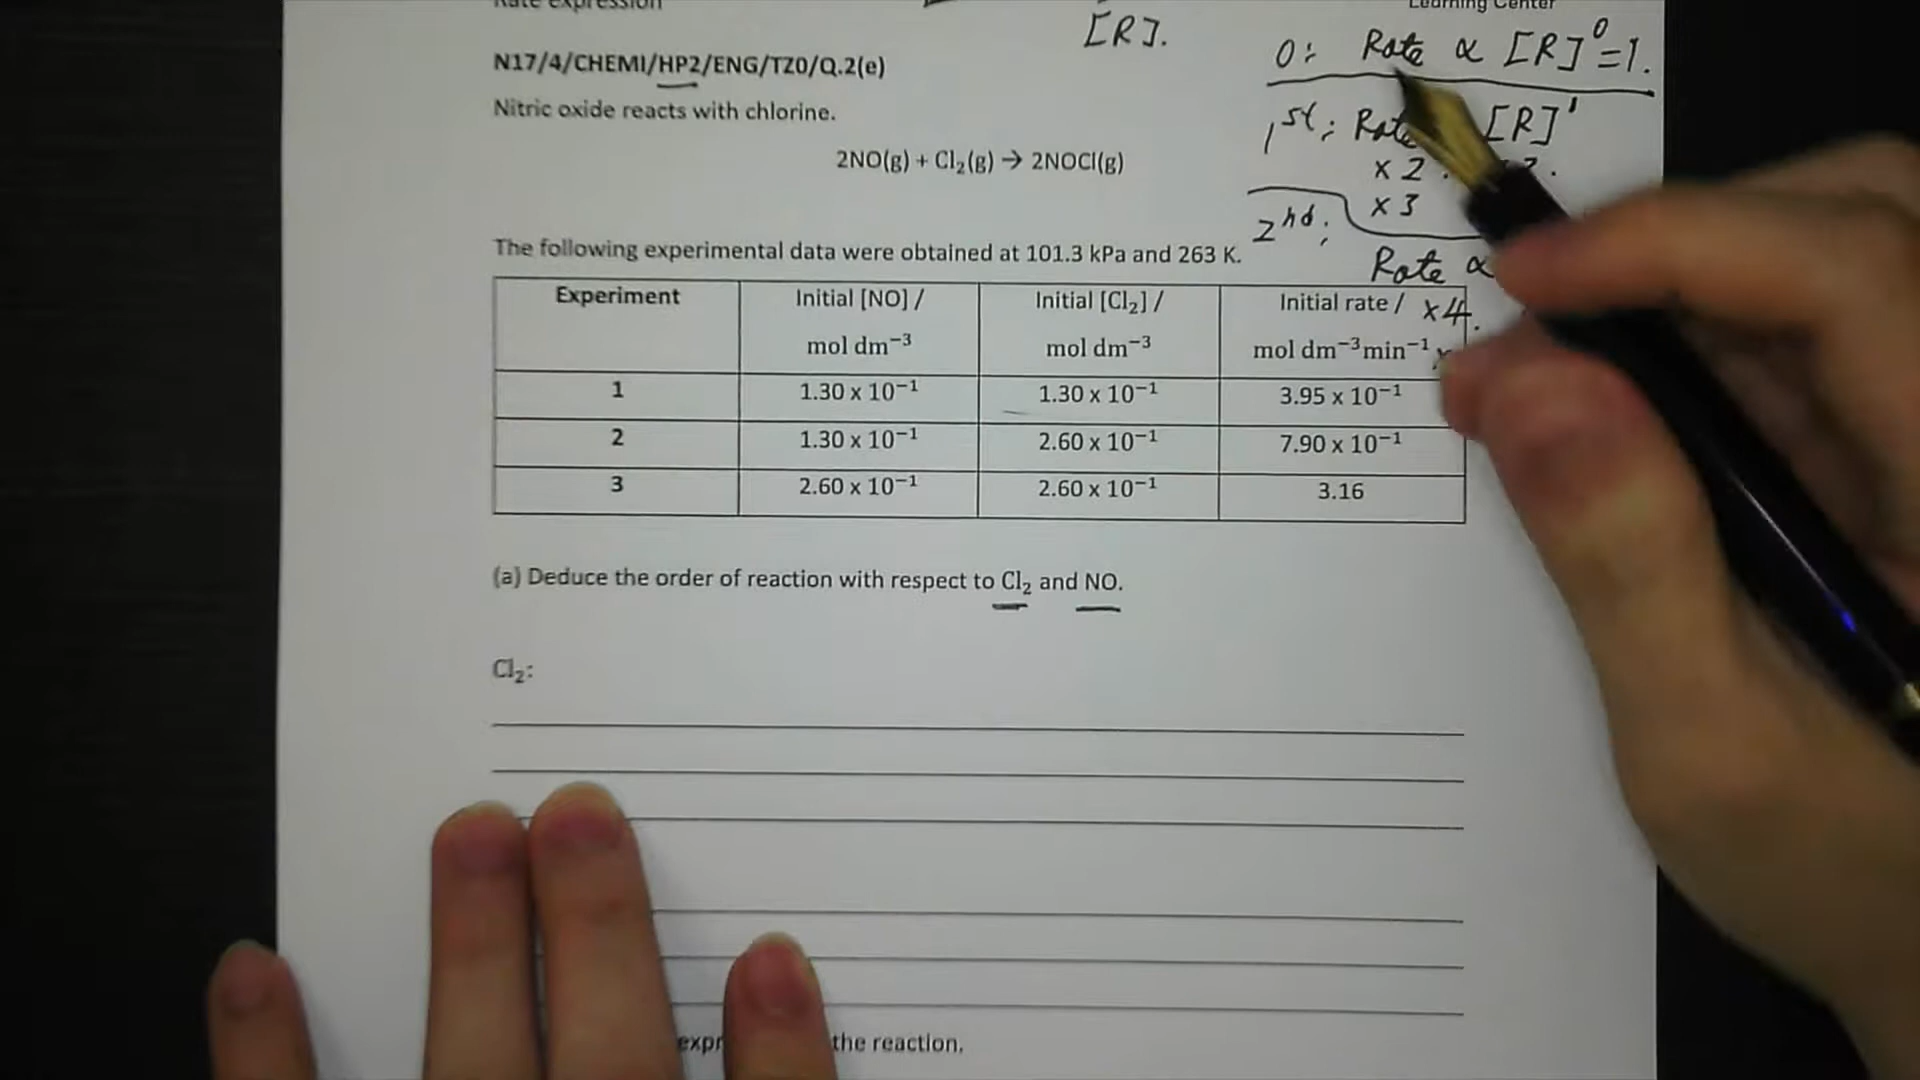 Rate expression
Learning Center
[R].
0: Rate ∝ [R]⁰=1.
N17/4/CHEMI/HP2/ENG/TZ0/Q.2(e)
Nitric oxide reacts with chlorine.
1st: Rate [R]¹
2NO(g) + Cl₂(g) → 2NOCl(g)
x 2
x 3
2nd:
Rate ∝
The following experimental data were obtained at 101.3 kPa and 263 K.
Experiment Initial [NO] / mol dm⁻³ Initial [Cl₂] / mol dm⁻³ Initial rate / mol dm⁻³min⁻¹
x4.
1 1.30 x 10⁻¹ 1.30 x 10⁻¹ 3.95 x 10⁻¹
2 1.30 x 10⁻¹ 2.60 x 10⁻¹ 7.90 x 10⁻¹
3 2.60 x 10⁻¹ 2.60 x 10⁻¹ 3.16
(a) Deduce the order of reaction with respect to Cl₂ and NO.
Cl₂:
the reaction.